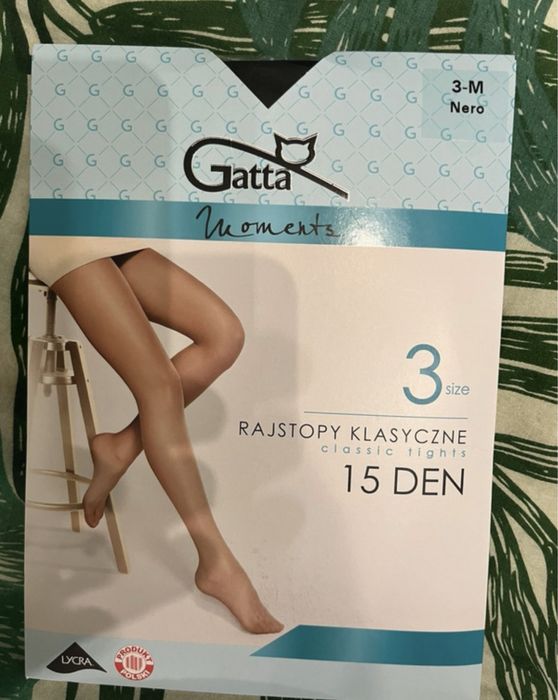 3-M
Nero
Gatta
Moments
3 size
RAJSTOPY KLASYCZNE
classic tights
15 DEN
LYCRA
PRODUKT
POLSKI